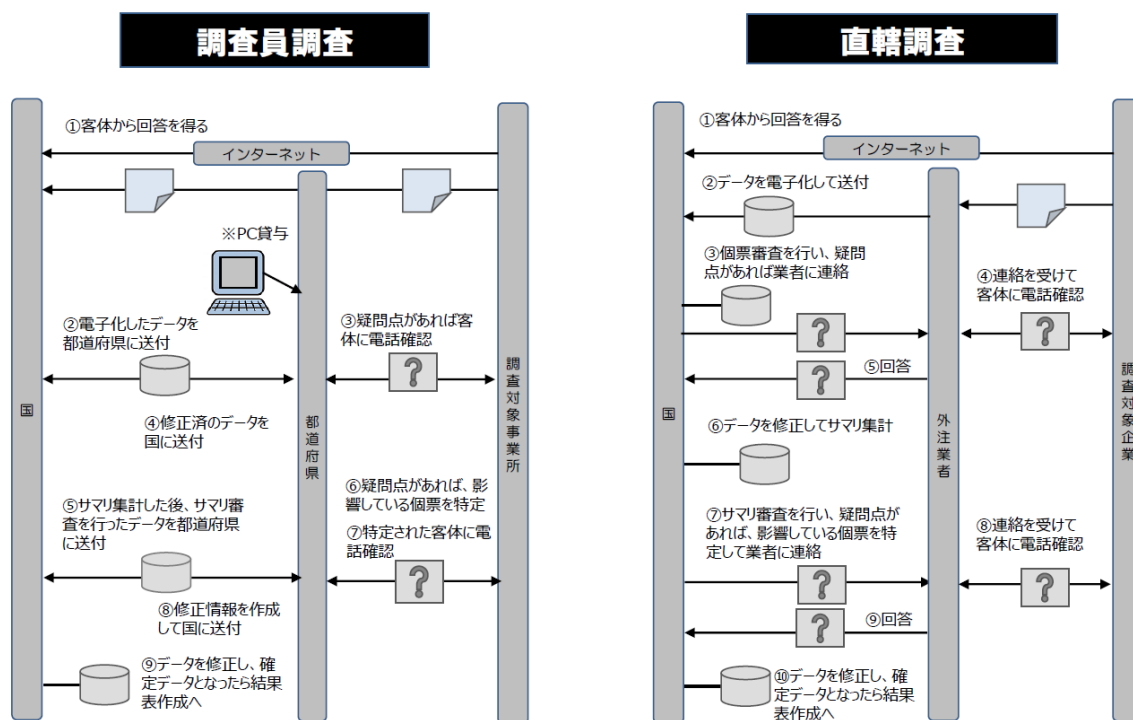 調査員調査
①客体から回答を得る
インターネット
※PC貸与
②電子化したデータを
都道府県に送付
③疑問点があれば客
体に電話確認
?
国
都道府県
調査対象事業所
④修正済のデータを
国に送付
⑤サマリ集計した後、サマリ審
査を行ったデータを都道府県
に送付
⑥疑問点があれば、影
響している個票を特定
⑦特定された客体に電
話確認
?
⑧修正情報を作成
して国に送付
⑨データを修正し、確
定データとなったら結果
表作成へ
直轄調査
①客体から回答を得る
インターネット
②データを電子化して送付
③個票審査を行い、疑問
点があれば業者に連絡
④連絡を受けて
客体に電話確認
?
?
⑤回答
?
国
外注業者
調査対象企業
⑥データを修正してサマリ集計
⑦サマリ審査を行い、疑問点が
あれば、影響している個票を特
定して業者に連絡
⑧連絡を受けて
客体に電話確認
?
?
⑨回答
?
⑩データを修正し、確
定データとなったら結果
表作成へ